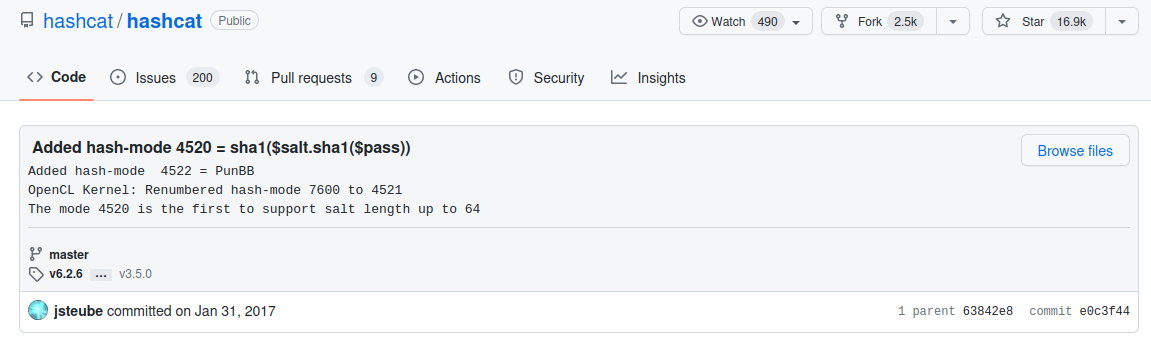 hashcat / hashcat Public Watch 490 Fork 2.5k Star 16.9k
Code Issues 200 Pull requests 9 Actions Security Insights
Added hash-mode 4520 = sha1($salt.sha1($pass)) Browse files
Added hash-mode  4522 = PunBB
OpenCL Kernel: Renumbered hash-mode 7600 to 4521
The mode 4520 is the first to support salt length up to 64
master
v6.2.6 ... v3.5.0
jsteube committed on Jan 31, 2017 1 parent 63842e8 commit e0c3f44